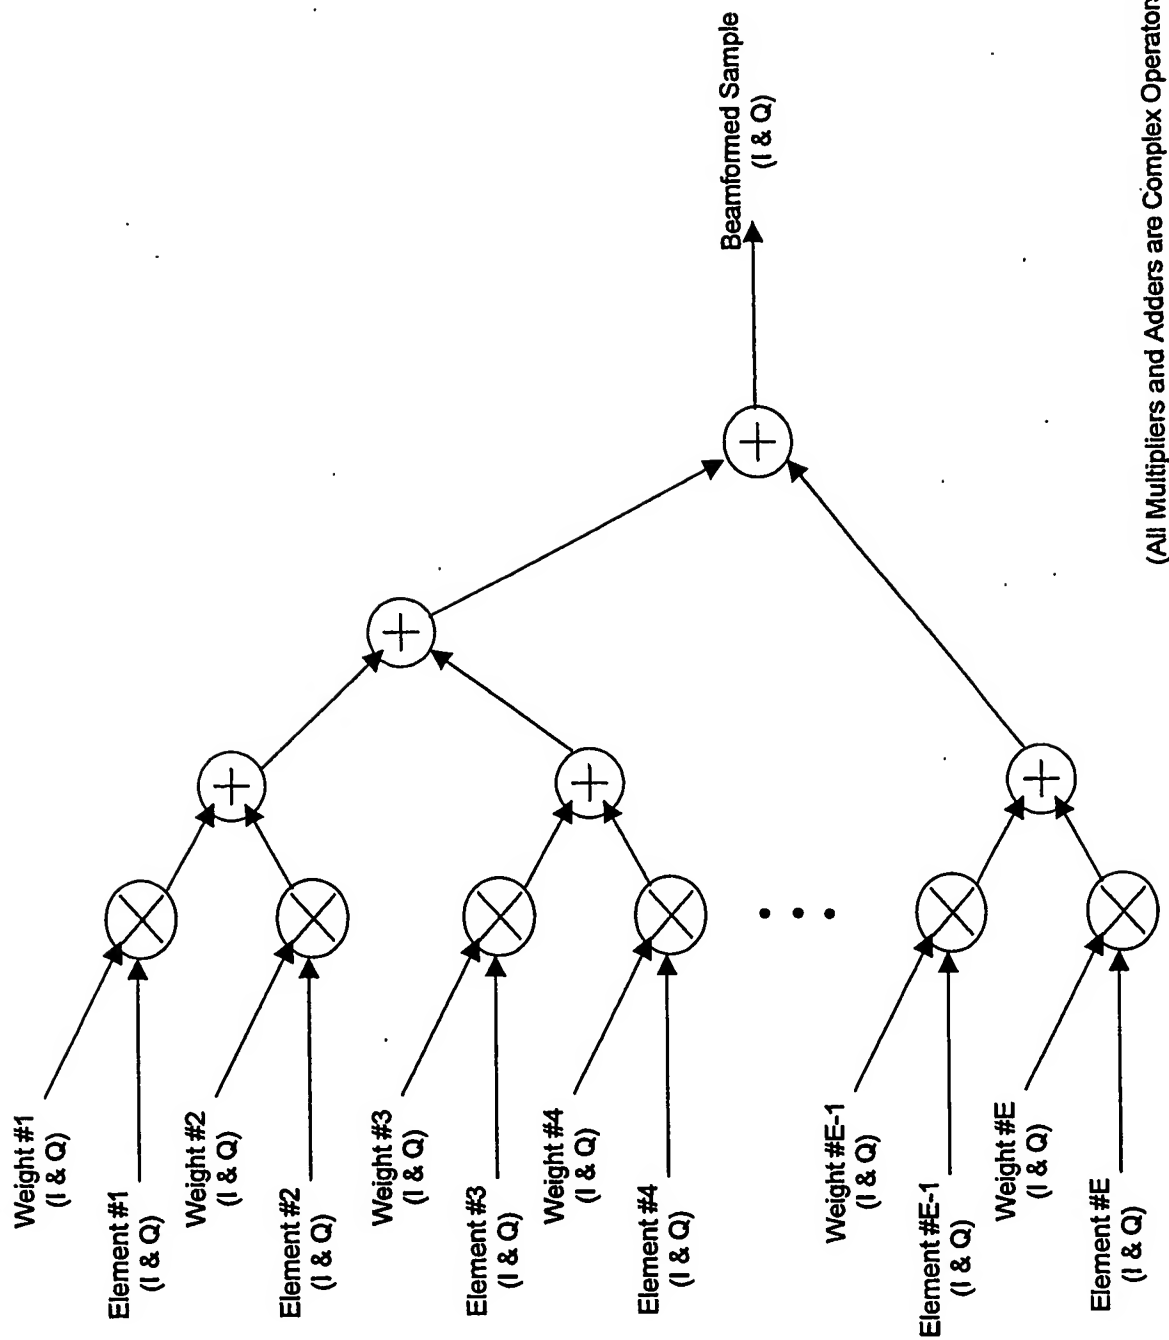 Weight #1
(I & Q)
Element #1
(I & Q)
Weight #2
(I & Q)
Element #2
(I & Q)
Weight #3
(I & Q)
Element #3
(I & Q)
Weight #4
(I & Q)
Element #4
(I & Q)
Weight #E-1
(I & Q)
Element #E-1
(I & Q)
Weight #E
(I & Q)
Element #E
(I & Q)
Beamformed Sample
(I & Q)
(All Multipliers and Adders are Complex Operators